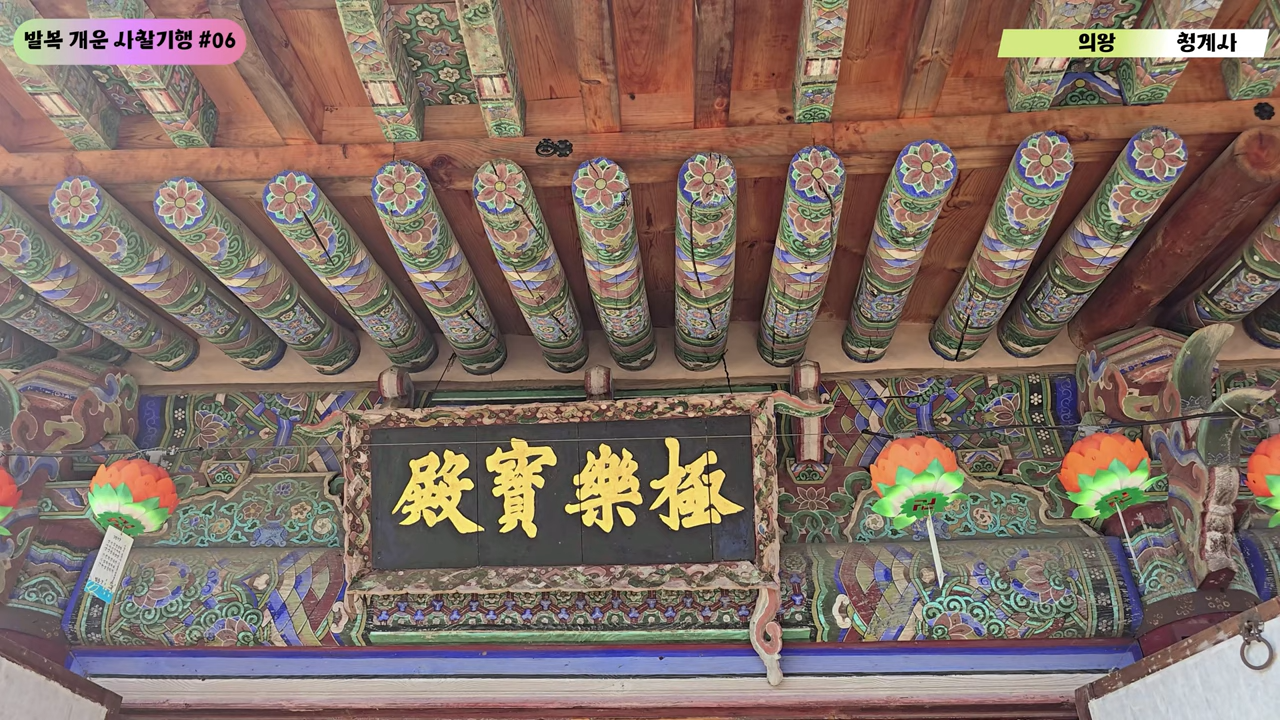 발복 개운 사찰기행 #06
의왕 청계사
殿寶樂極